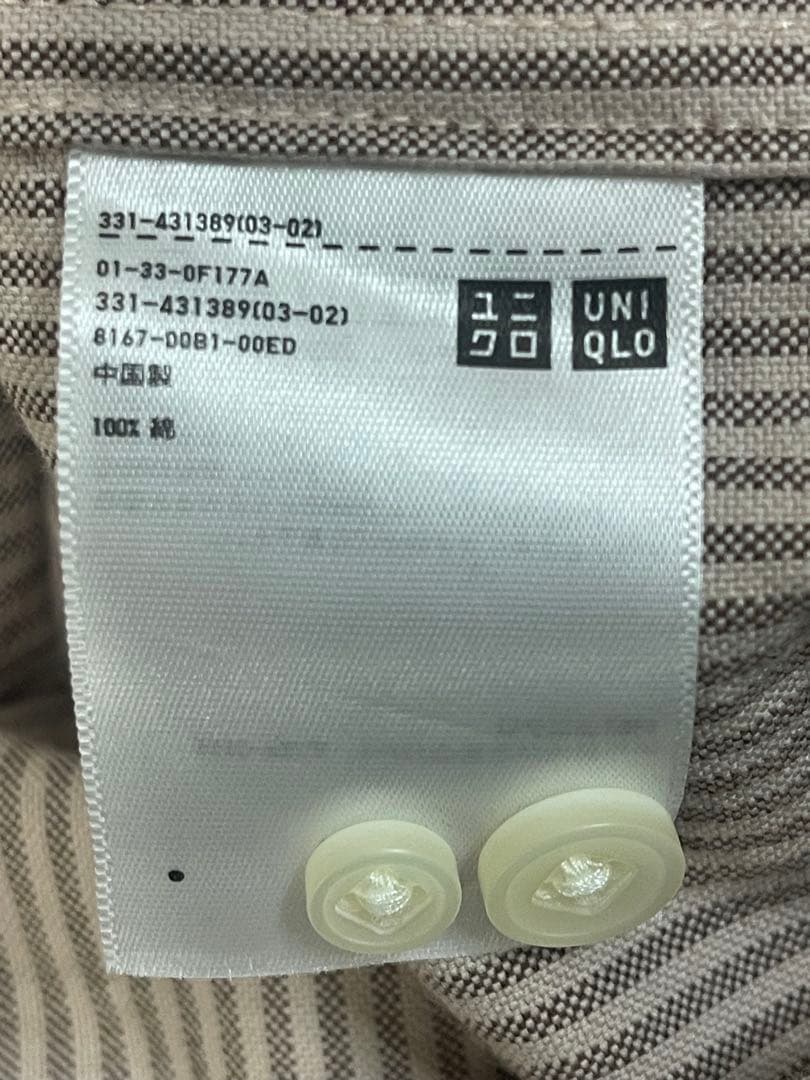 331-431389(03-02)
01-33-0F177A
331-431389(03-02)
8167-00B1-00ED
中国製
100% 綿
ユニ
クロ
UNI
QLO